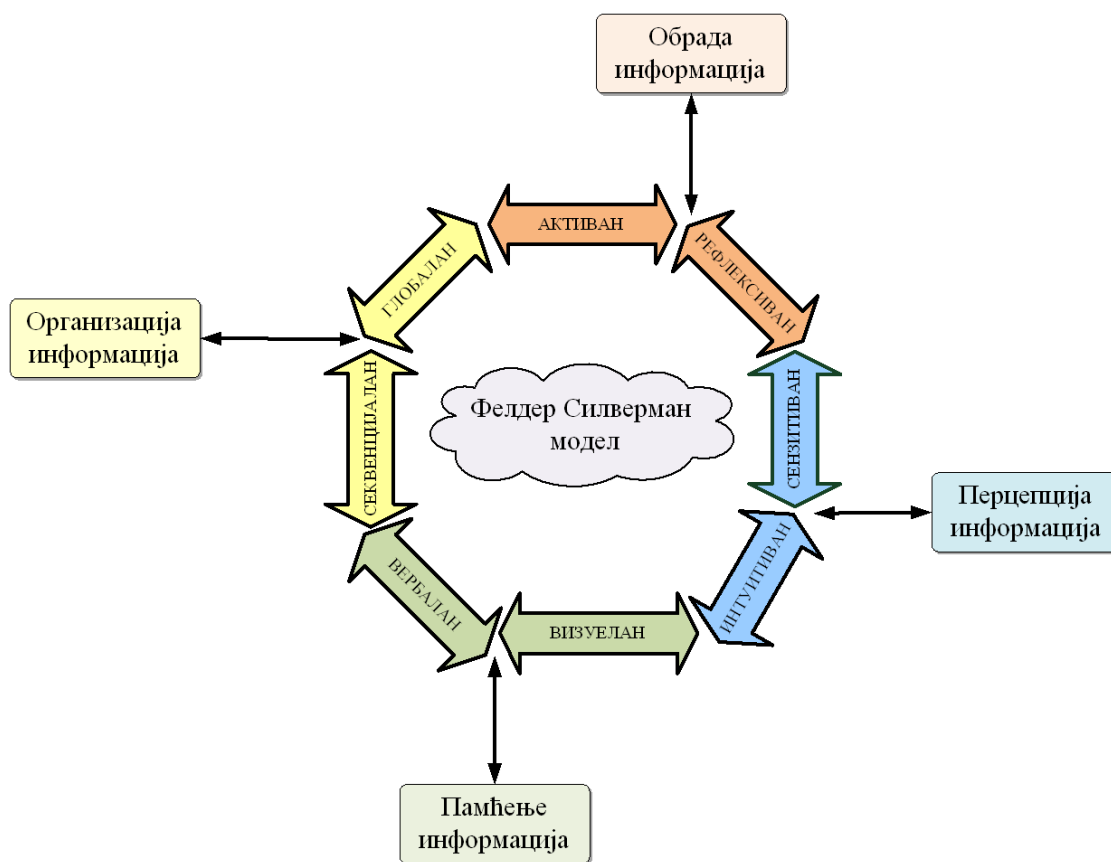 Обрада
информација
АКТИВАН
РЕФЛЕКСИВАН
ГЛОБАЛАН
Организација
информација
СЕКВЕНЦИЈАЛАН
Фелдер Силверман
модел
СЕНЗИТИВАН
Перцепција
информација
ИНТУИТИВАН
ВЕРБАЛАН
ВИЗУЕЛАН
Памћење
информација